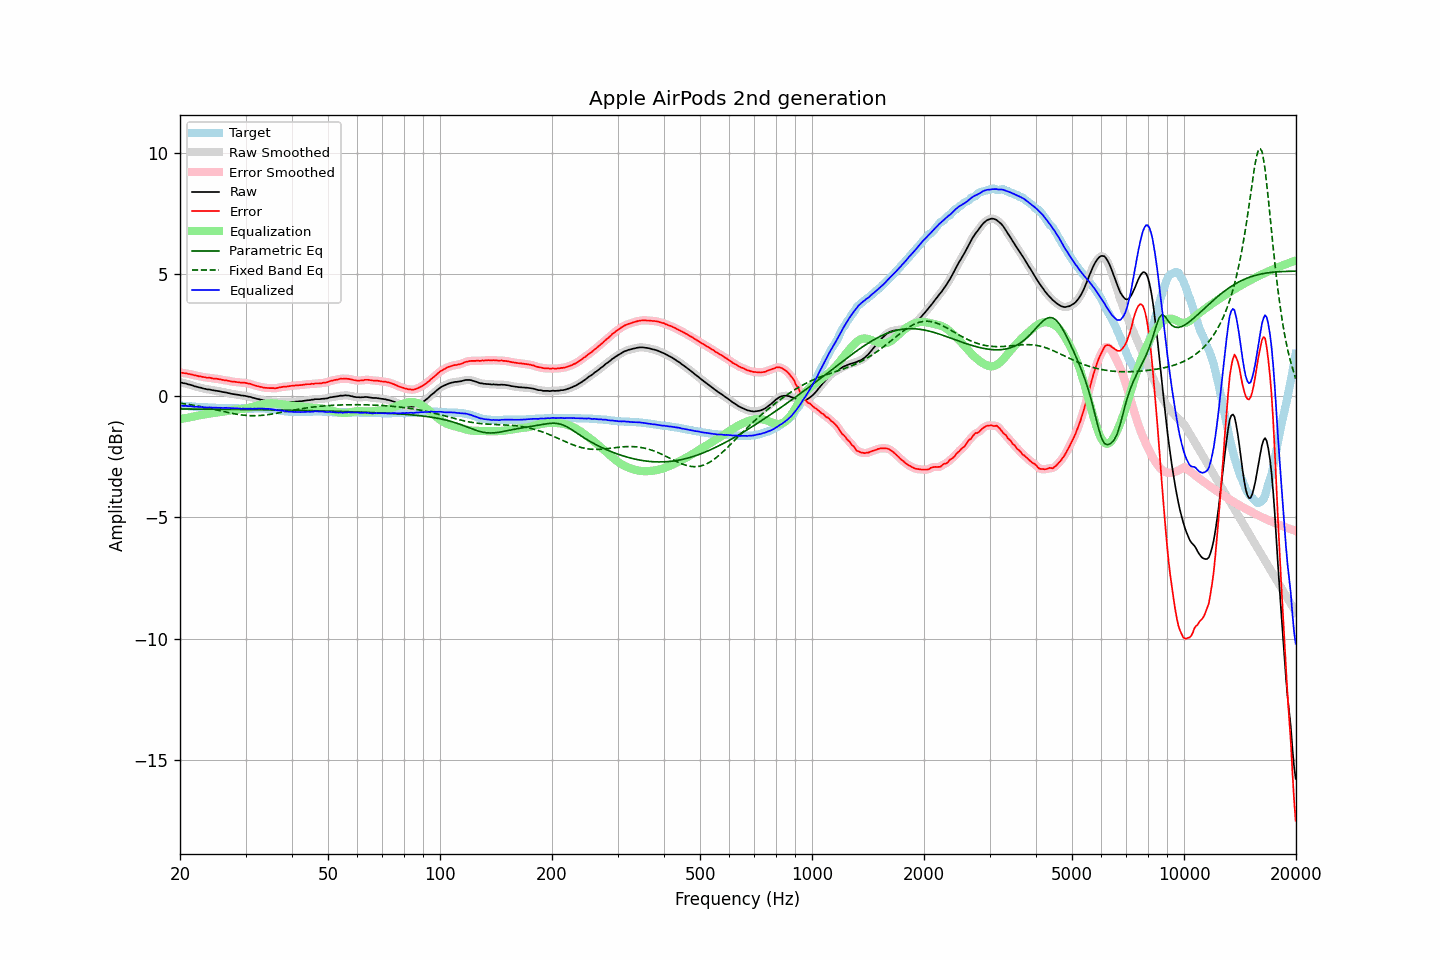 Apple AirPods 2nd generation
Target
Raw Smoothed
Error Smoothed
Raw
Error
Equalization
Parametric Eq
Fixed Band Eq
Equalized
10
5
0
−5
−10
−15
Amplitude (dBr)
20 50 100 200 500 1000 2000 5000 10000 20000
Frequency (Hz)